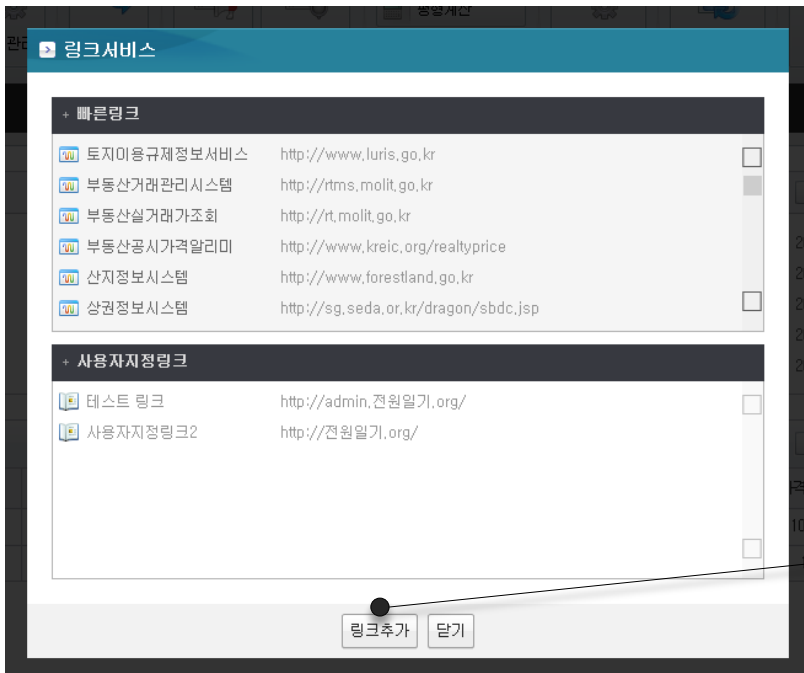 평형계산
관리
링크서비스
+ 빠른링크
토지이용규제정보서비스 http://www.luris.go.kr
부동산거래관리시스템 http://rtms.molit.go.kr
부동산실거래가조회 http://rt.molit.go.kr
부동산공시가격알리미 http://www.kreic.org/realtyprice
산지정보시스템 http://www.forestland.go.kr
상권정보시스템 http://sg.seda.or.kr/dragon/sbdc.jsp
+ 사용자지정링크
테스트 링크 http://admin.전원일기.org/
사용자지정링크2 http://전원일기.org/
링크추가 닫기